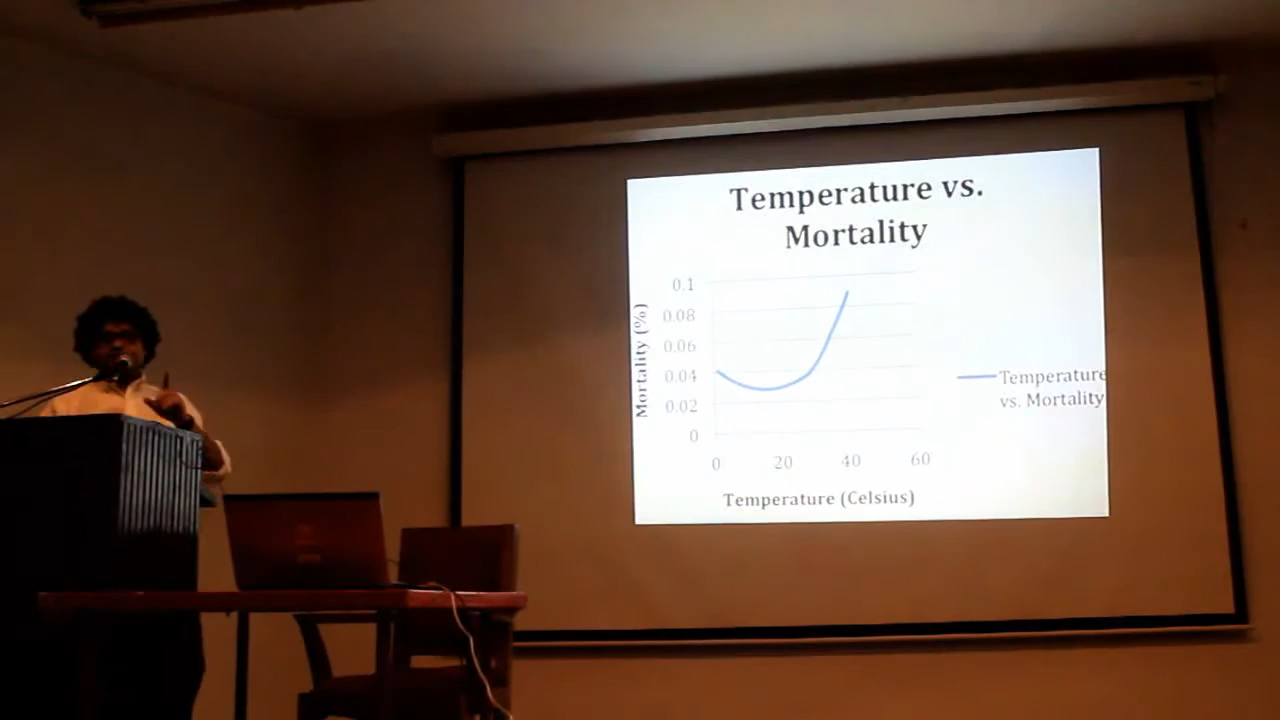 Temperature vs.
Mortality
Mortality (%)
0.1
0.08
0.06
0.04
0.02
0
0 20 40 60
Temperature (Celsius)
Temperature
vs. Mortality